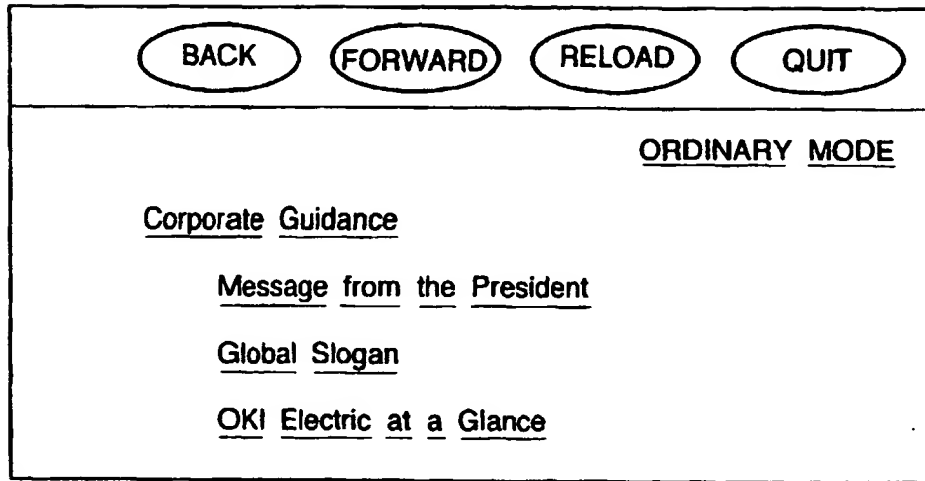 BACK FORWARD RELOAD QUIT
ORDINARY MODE
Corporate Guidance
Message from the President
Global Slogan
OKI Electric at a Glance